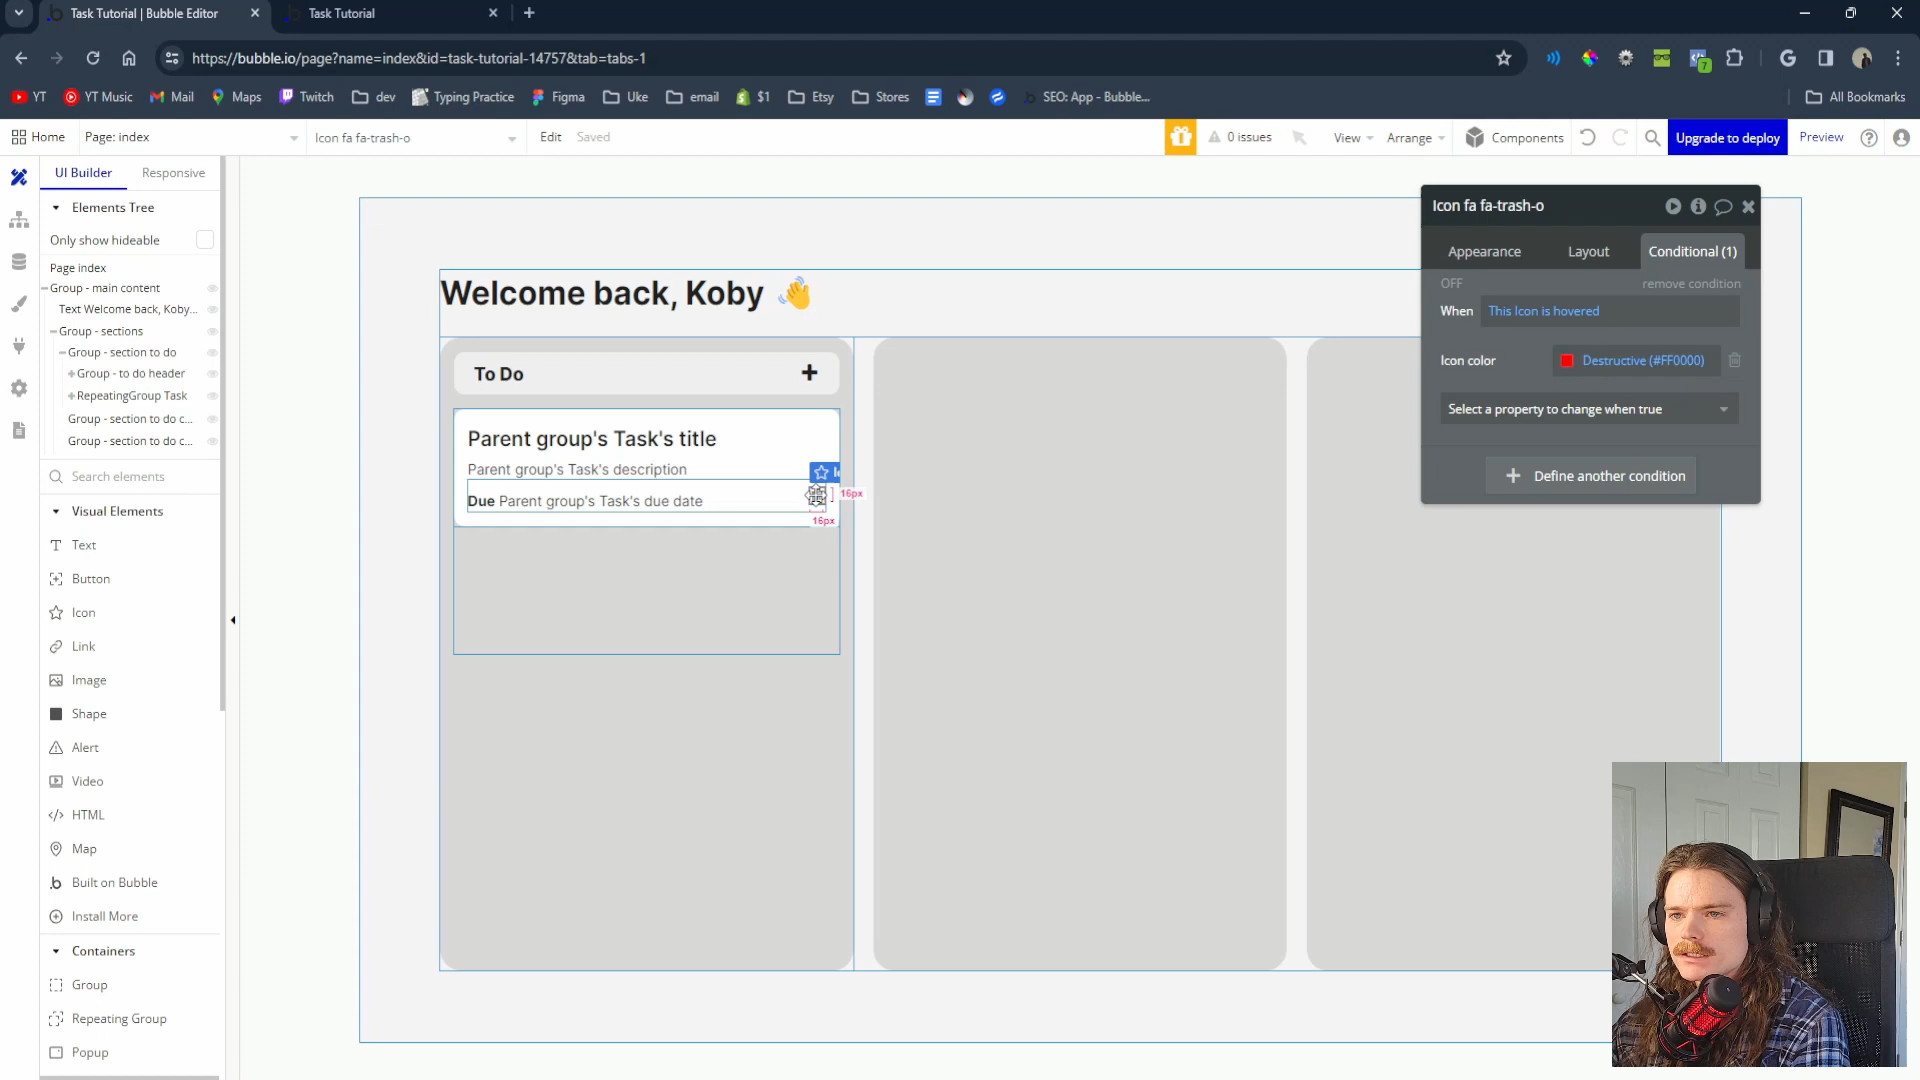 Task Tutorial | Bubble Editor
Task Tutorial
https://bubble.io/page?name=index&id=task-tutorial-14757&tab=tabs-1
7
YT
YT Music
Mail
Maps
Twitch
dev
Typing Practice
Figma
Uke
email
$1
Etsy
Stores
SEO: App - Bubble...
All Bookmarks
Home
Page: index
Icon fa fa-trash-o
Edit
Saved
0 issues
View
Arrange
Components
Upgrade to deploy
Preview
UI Builder
Responsive
Elements Tree
Only show hideable
Page index
Group - main content
Text Welcome back, Koby...
Group - sections
Group - section to do
Group - to do header
RepeatingGroup Task
Group - section to do c...
Group - section to do c...
Search elements
Visual Elements
Text
Button
Icon
Link
Image
Shape
Alert
Video
HTML
Map
Built on Bubble
Install More
Containers
Group
Repeating Group
Popup
Welcome back, Koby 👋
To Do
Parent group's Task's title
Parent group's Task's description
Due Parent group's Task's due date
16px
16px
Icon fa fa-trash-o
Appearance
Layout
Conditional (1)
OFF
remove condition
When
This Icon is hovered
Icon color
Destructive (#FF0000)
Select a property to change when true
Define another condition